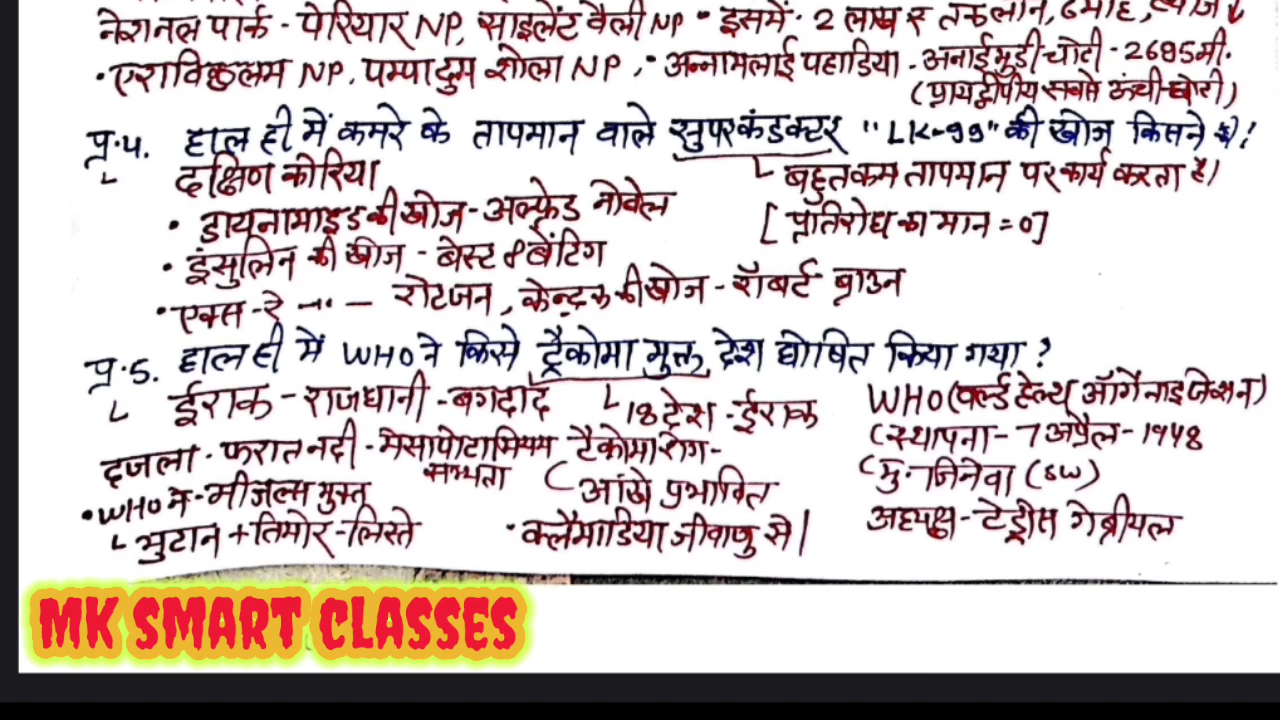 नेशनल पार्क - पेरियार NP, साइलेंट वैली NP • इसमें 2 लाख
• एराविकुलम NP, पम्पादुम शोला NP, • अन्नामलाई पहाडिया - अनाईमुडी चोटी - 2695मी.
(प्रायद्वीपीय सबसे ऊंची चोटी)
प्र.4. हाल ही में कमरे के तापमान वाले सुपरकंडक्टर "LK-99" की खोज किसने की?
└ दक्षिण कोरिया └ बहुत कम तापमान पर कार्य करता है।
• डायनामाइड की खोज - अल्फ्रेड नोबेल [प्रतिरोध का मान = 0]
• इंसुलिन की खोज - बेस्ट & बेंटिग
• एक्स-रे -"- — रोटजन, केन्द्रक की खोज - रॉबर्ट ब्राउन
प्र.5. हाल ही में WHO ने किसे ट्रैकोमा मुक्त देश घोषित किया गया?
└ ईराक - राजधानी - बगदाद └ 18 देश - ईराक
दजला - फरात नदी - मेसोपोटामियम सभ्यता
• WHO ने - मीजल्स मुक्त
└ भुटान + तिमोर-लिस्ते
टैकोमा रोग -
( आंखे प्रभावित
• क्लैमाडिया जीवाणु से।
WHO (वर्ल्ड हेल्थ ऑर्गेनाइजेशन)
(स्थापना - 7 अप्रैल - 1948
(मु. जिनेवा (SW)
अध्यक्ष - टेड्रोस गेब्रीयल
MK SMART CLASSES